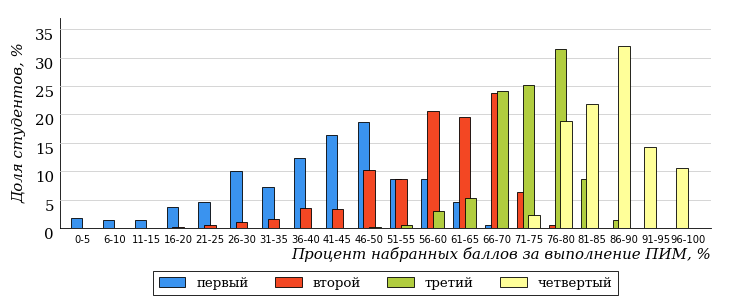 Доля студентов, %
35
30
25
20
15
10
5
0
0-5 6-10 11-15 16-20 21-25 26-30 31-35 36-40 41-45 46-50 51-55 56-60 61-65 66-70 71-75 76-80 81-85 86-90 91-95 96-100
Процент набранных баллов за выполнение ПИМ, %
первый второй третий четвертый